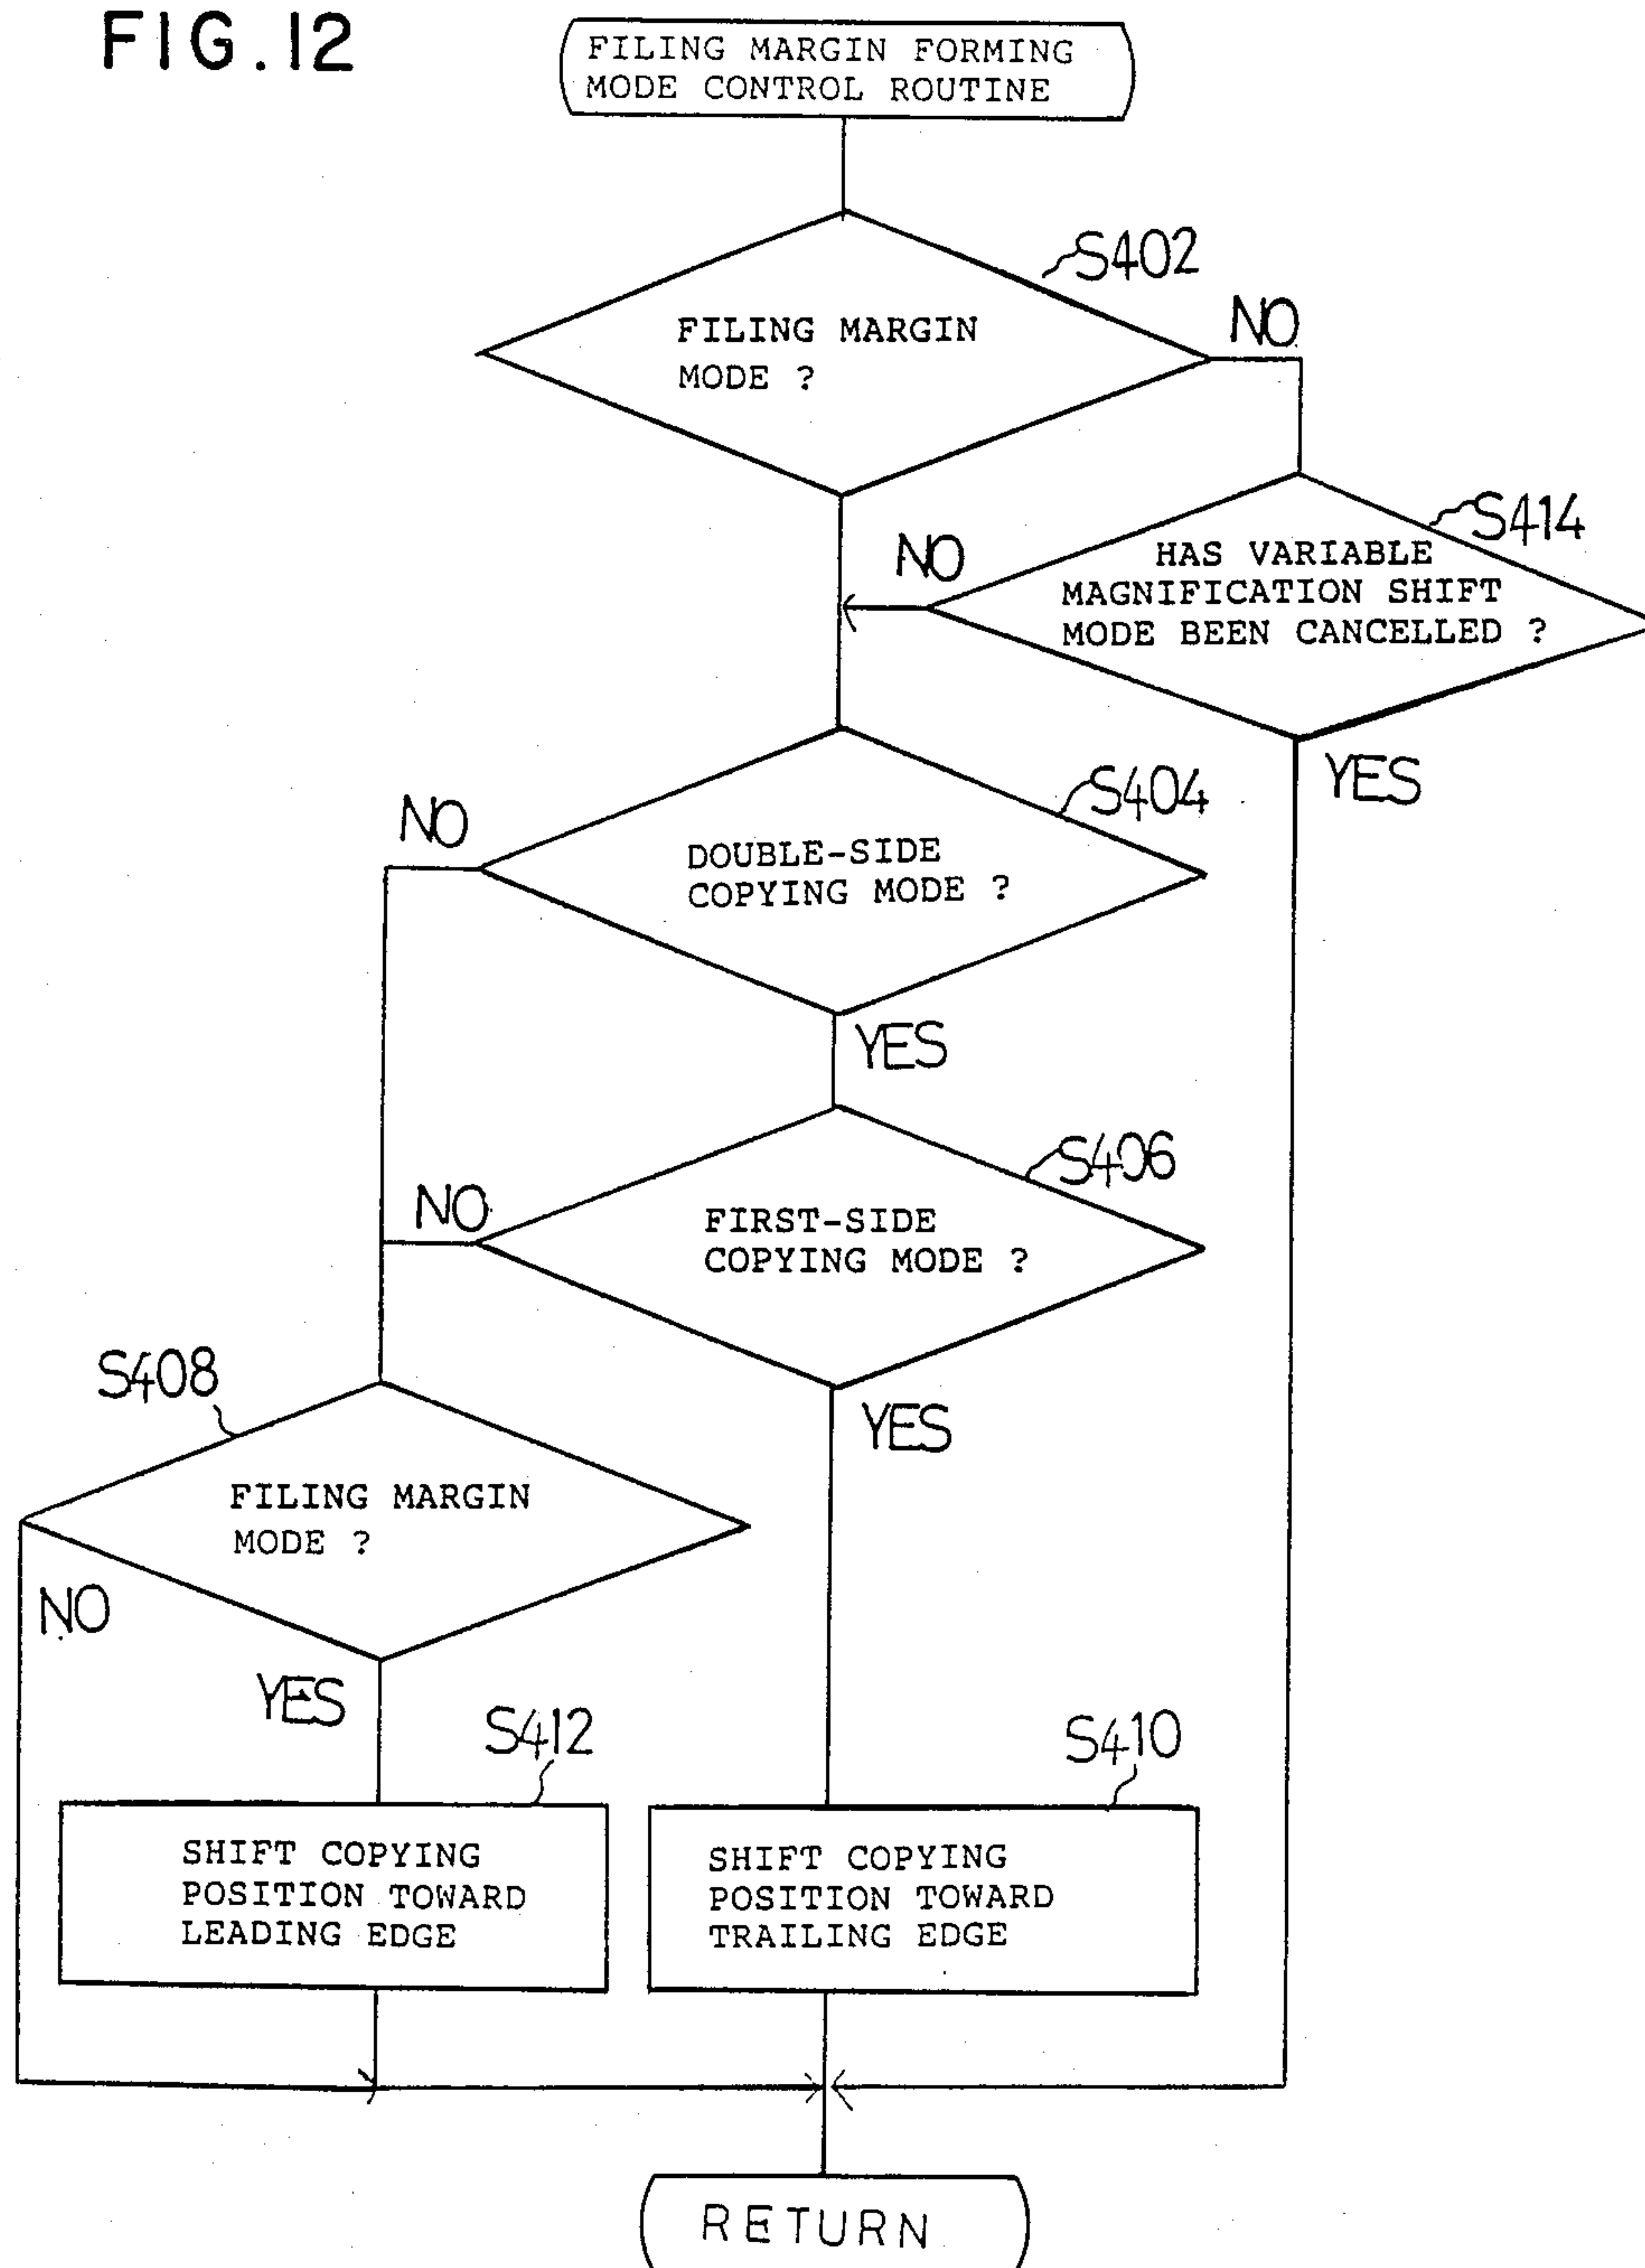 FIG.12
FILING MARGIN FORMING
MODE CONTROL ROUTINE
S402
FILING MARGIN
MODE ?
NO
S414
HAS VARIABLE
MAGNIFICATION SHIFT
MODE BEEN CANCELLED ?
NO
YES
S404
DOUBLE-SIDE
COPYING MODE ?
NO
YES
S406
FIRST-SIDE
COPYING MODE ?
NO
YES
S408
FILING MARGIN
MODE ?
NO
YES
S412
SHIFT COPYING
POSITION TOWARD
LEADING EDGE
S410
SHIFT COPYING
POSITION TOWARD
TRAILING EDGE
RETURN